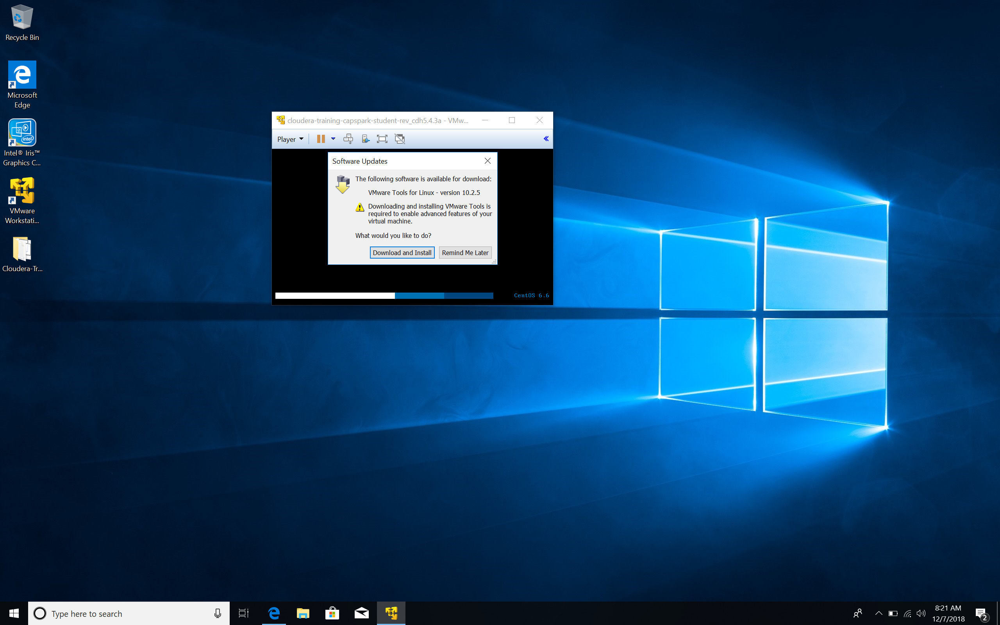 Recycle Bin
Microsoft
Edge
intel
Intel® Iris™
Graphics C...
VMware
Workstati...
Cloudera-Tr...
cloudera-training-capspark-student-rev_cdh5.4.3a - VMw...
Player
Software Updates
The following software is available for download:
VMware Tools for Linux - version 10.2.5
Downloading and installing VMware Tools is
required to enable advanced features of your
virtual machine.
What would you like to do?
Download and Install
Remind Me Later
CentOS 6.6
Type here to search
8:21 AM
12/7/2018
2